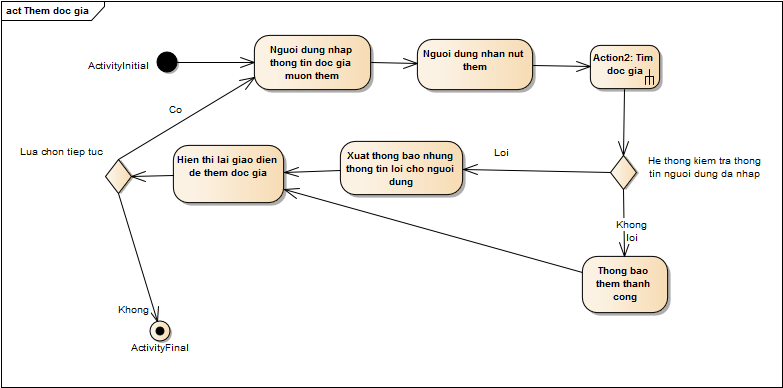 act Them doc gia
ActivityInitial
Nguoi dung nhap
thong tin doc gia
muon them
Nguoi dung nhan nut
them
Action2: Tim
doc gia
Co
Lua chon tiep tuc
Hien thi lai giao dien
de them doc gia
Xuat thong bao nhung
thong tin loi cho nguoi
dung
Loi
He thong kiem tra thong
tin nguoi dung da nhap
Khong
loi
Thong bao
them thanh
cong
Khong
ActivityFinal